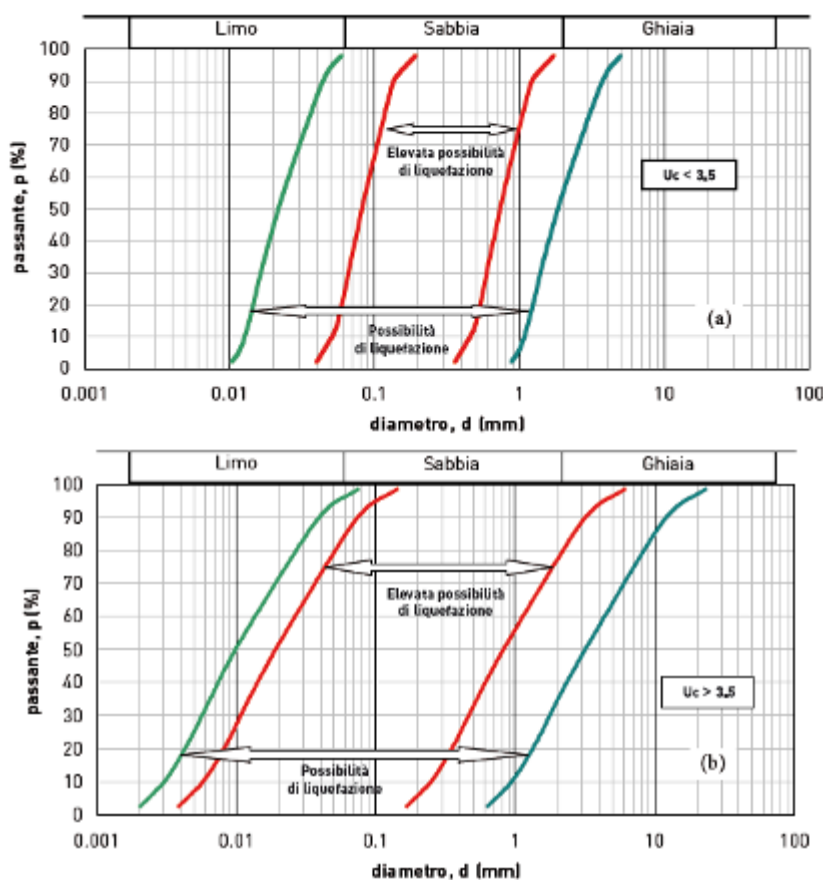 Limo Sabbia Ghiaia
100
90
80
70
60
50
40
30
20
10
0
passante, p (%)
Elevata possibilità
di liquefazione
Uc < 3,5
(a)
Possibilità
di liquefazione
0.001 0.01 0.1 1 10 100
diametro, d (mm)
Limo Sabbia Ghiaia
100
90
80
70
60
50
40
30
20
10
0
passante, p (%)
Elevata possibilità
di liquefazione
Uc > 3,5
(b)
Possibilità
di liquefazione
0.001 0.01 0.1 1 10 100
diametro, d (mm)